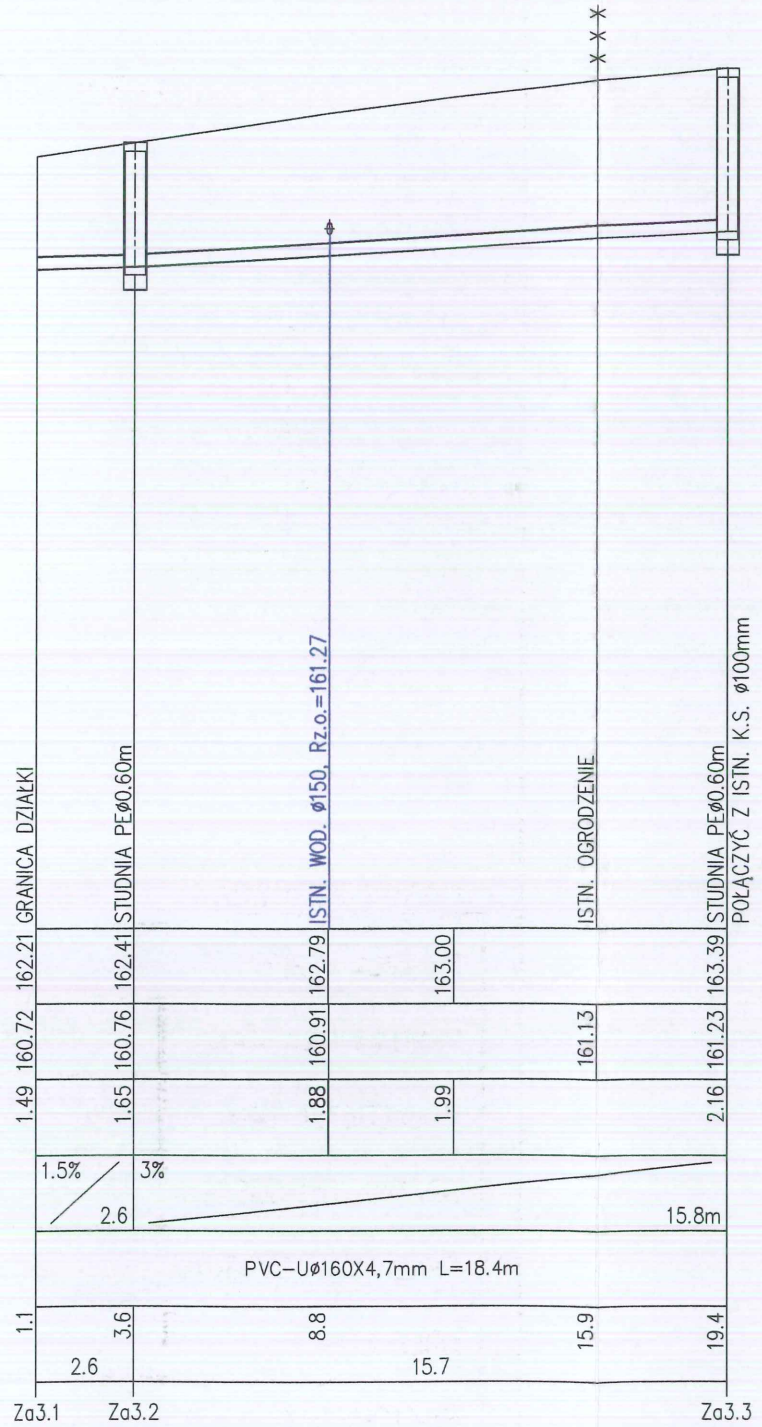 GRANICA DZIAŁKI
STUDNIA PEø0.60m
ISTN. WOD. ø150, Rz.o.=161.27
ISTN. OGRODZENIE
STUDNIA PEø0.60m
POŁĄCZYĆ Z ISTN. K.S. ø100mm
162.21 162.41 162.79 163.00 163.39
160.72 160.76 160.91 161.13 161.23
1.49 1.65 1.88 1.99 2.16
1.5% 3%
2.6 15.8m
PVC-Uø160X4,7mm L=18.4m
1.1 3.6 8.8 15.9 19.4
2.6 15.7
Za3.1 Za3.2 Za3.3